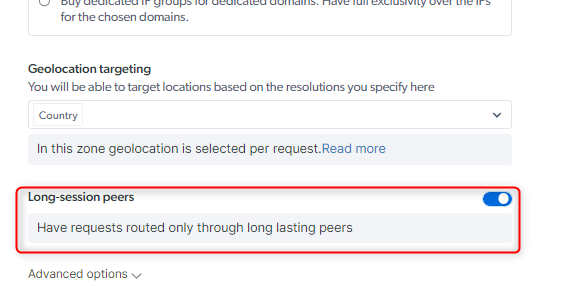 Buy dedicated IP groups for dedicated domains. Have full exclusivity over the IPs
for the chosen domains.
Geolocation targeting
You will be able to target locations based on the resolutions you specify here
Country
In this zone geolocation is selected per request.Read more
Long-session peers
Have requests routed only through long lasting peers
Advanced options